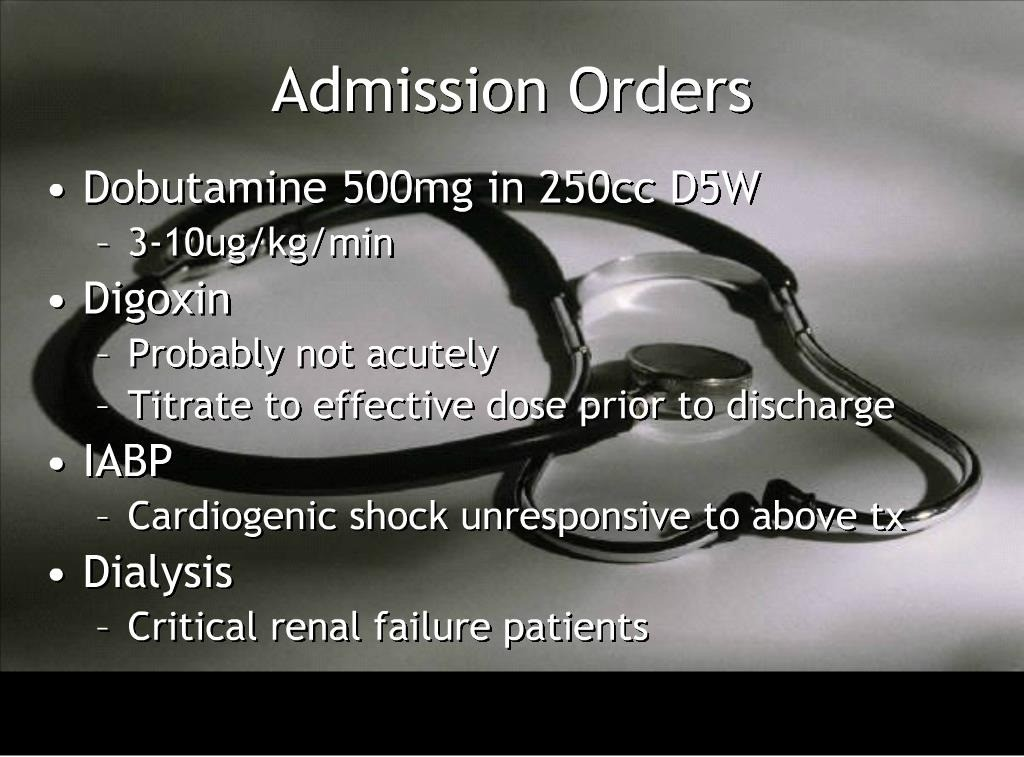 Admission Orders
• Dobutamine 500mg in 250cc D5W
– 3-10ug/kg/min
• Digoxin
– Probably not acutely
– Titrate to effective dose prior to discharge
• IABP
– Cardiogenic shock unresponsive to above tx
• Dialysis
– Critical renal failure patients